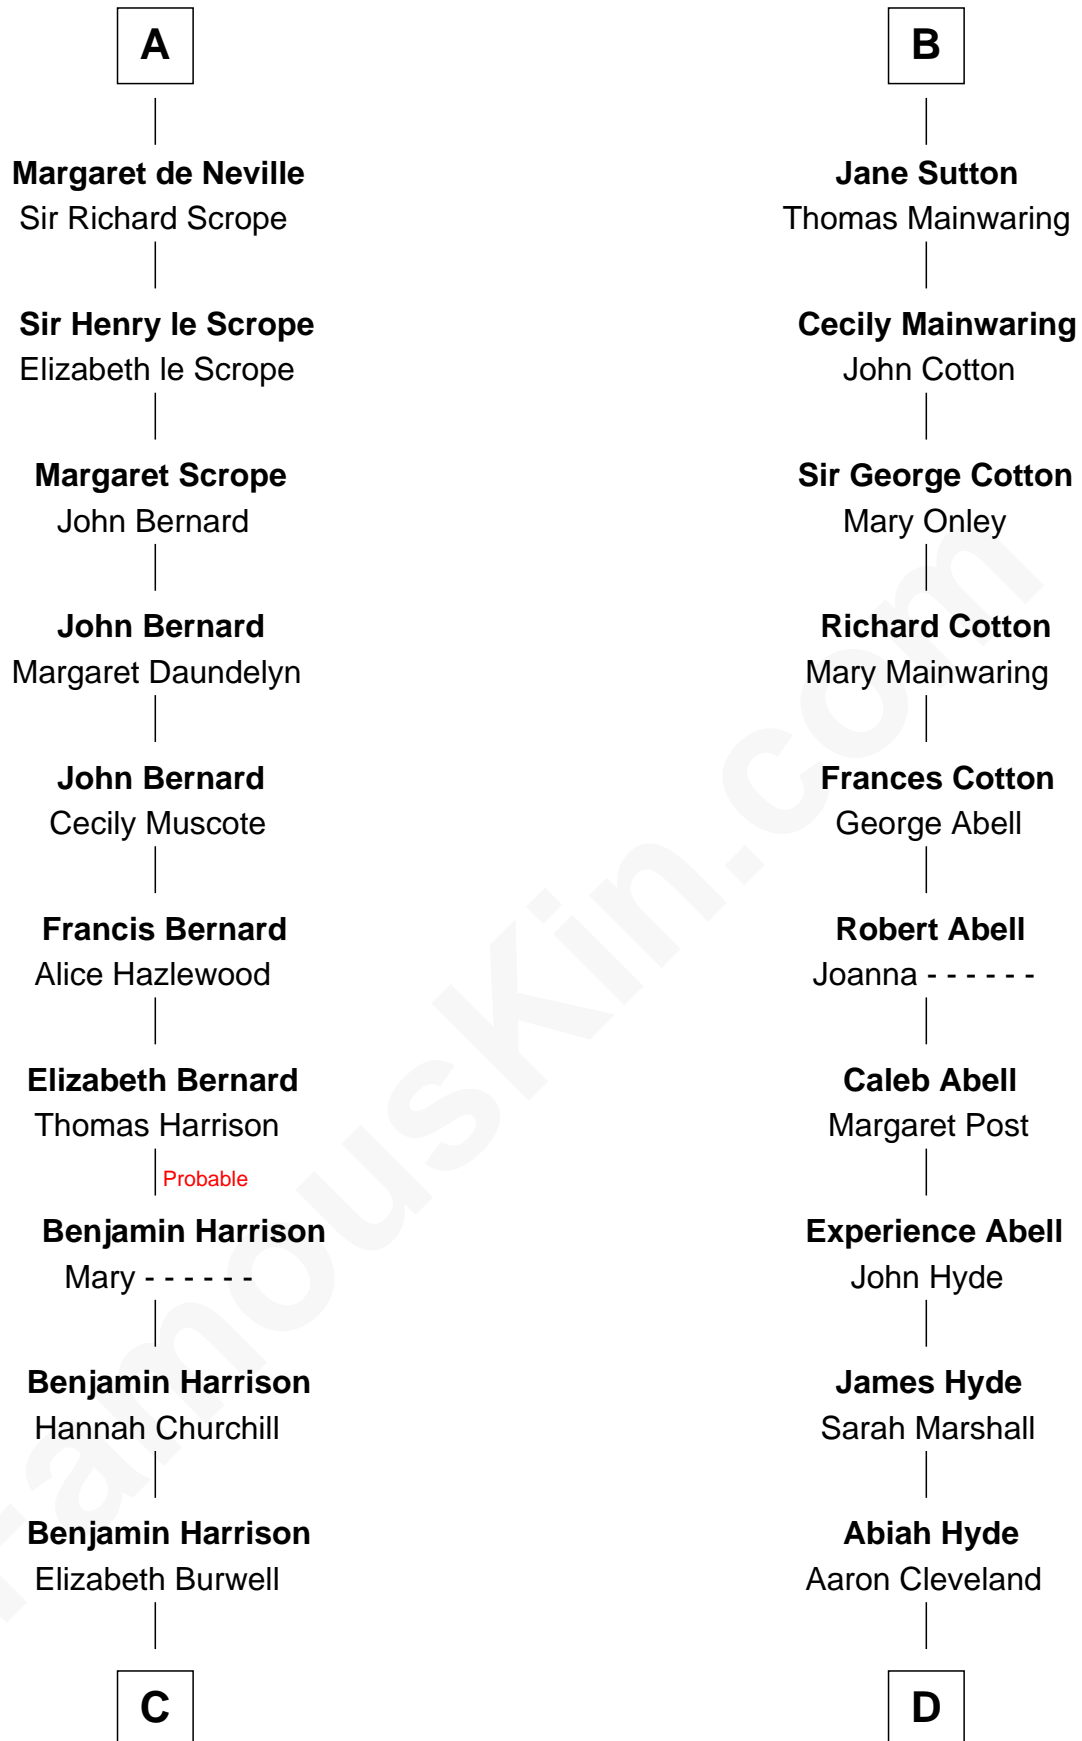 A
Margaret de Neville
Sir Richard Scrope
Sir Henry le Scrope
Elizabeth le Scrope
Margaret Scrope
John Bernard
John Bernard
Margaret Daundelyn
John Bernard
Cecily Muscote
Francis Bernard
Alice Hazlewood
Elizabeth Bernard
Thomas Harrison
Probable
Benjamin Harrison
Mary - - - - - -
Benjamin Harrison
Hannah Churchill
Benjamin Harrison
Elizabeth Burwell
C
B
Jane Sutton
Thomas Mainwaring
Cecily Mainwaring
John Cotton
Sir George Cotton
Mary Onley
Richard Cotton
Mary Mainwaring
Frances Cotton
George Abell
Robert Abell
Joanna - - - - - -
Caleb Abell
Margaret Post
Experience Abell
John Hyde
James Hyde
Sarah Marshall
Abiah Hyde
Aaron Cleveland
D
FamousKin.com